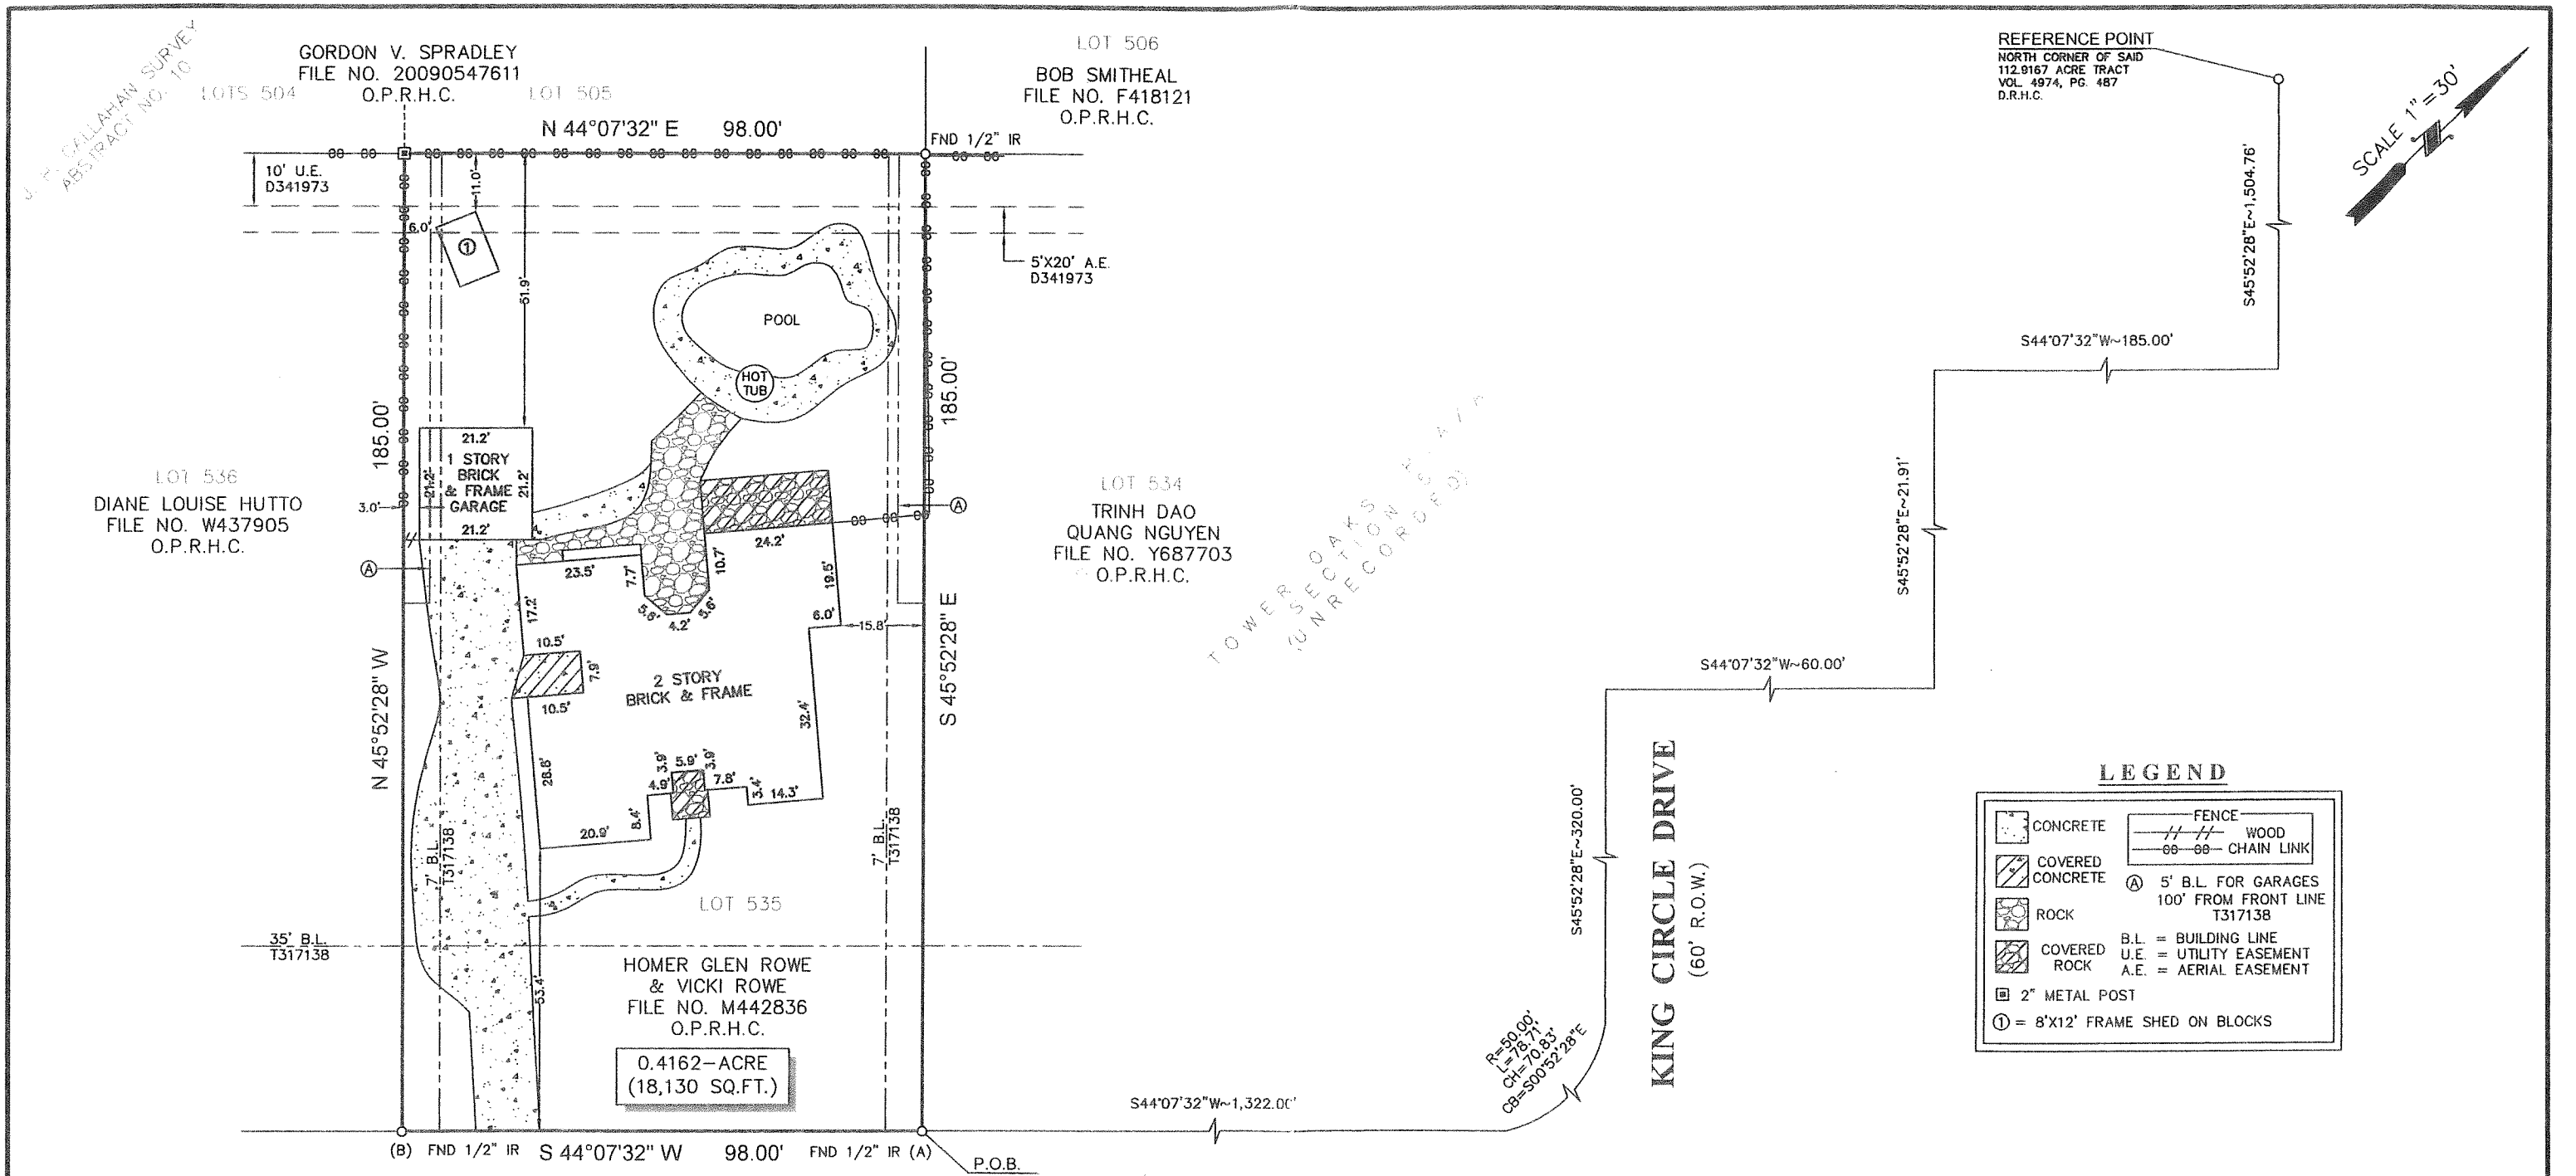 GORDON V. SPRADLEY
FILE NO. 20090547611
O.P.R.H.C.
LOTS 504
LOT 505
CALLAHAN SURVEY
ABSTRACT NO. 10
LOT 506
BOB SMITHEAL
FILE NO. F418121
O.P.R.H.C.
REFERENCE POINT
NORTH CORNER OF SAID
112.9167 ACRE TRACT
VOL. 4974, PG. 487
D.R.H.C.
SCALE 1"=30'
N
N 44°07'32" E 98.00'
FND 1/2" IR
10' U.E.
D341973
11.0'
6.0'
①
61.9'
5'X20' A.E.
D341973
POOL
HOT
TUB
185.00'
185.00'
S45°52'28"E~1,504.76'
S44°07'32"W~185.00'
S45°52'28"E~21.91'
S44°07'32"W~60.00'
LOT 536
DIANE LOUISE HUTTO
FILE NO. W437905
O.P.R.H.C.
3.0'
21.2'
1 STORY
BRICK
& FRAME
GARAGE
21.2'
21.2'
21.2'
Ⓐ
Ⓐ
LOT 534
TRINH DAO
QUANG NGUYEN
FILE NO. Y687703
O.P.R.H.C.
TOWER OAKS
SECTION
(UNRECORDED)
24.2'
23.5'
7.7'
10.7'
19.5'
17.2'
5.6'
4.2'
5.6'
6.0'
15.8'
10.5'
7.9'
10.5'
2 STORY
BRICK & FRAME
32.4'
28.8'
3.9'
5.9'
3.9'
4.9'
7.8'
3.4'
14.3'
8.4'
20.9'
N 45°52'28" W
S 45°52'28" E
7' B.L.
T317138
7' B.L.
T317138
LOT 535
35' B.L.
T317138
53.4'
HOMER GLEN ROWE
& VICKI ROWE
FILE NO. M442836
O.P.R.H.C.
0.4162-ACRE
(18,130 SQ.FT.)
(B) FND 1/2" IR S 44°07'32" W 98.00' FND 1/2" IR (A)
P.O.B.
S44°07'32"W~1,322.00'
R=50.00'
L=78.71'
CH=70.83'
CB=S00°52'28"E
S45°52'28"E~320.00'
KING CIRCLE DRIVE
(60' R.O.W.)
LEGEND
CONCRETE
COVERED
CONCRETE
ROCK
COVERED
ROCK
2" METAL POST
① = 8'X12' FRAME SHED ON BLOCKS
FENCE
WOOD
CHAIN LINK
Ⓐ 5' B.L. FOR GARAGES
100' FROM FRONT LINE
T317138
B.L. = BUILDING LINE
U.E. = UTILITY EASEMENT
A.E. = AERIAL EASEMENT